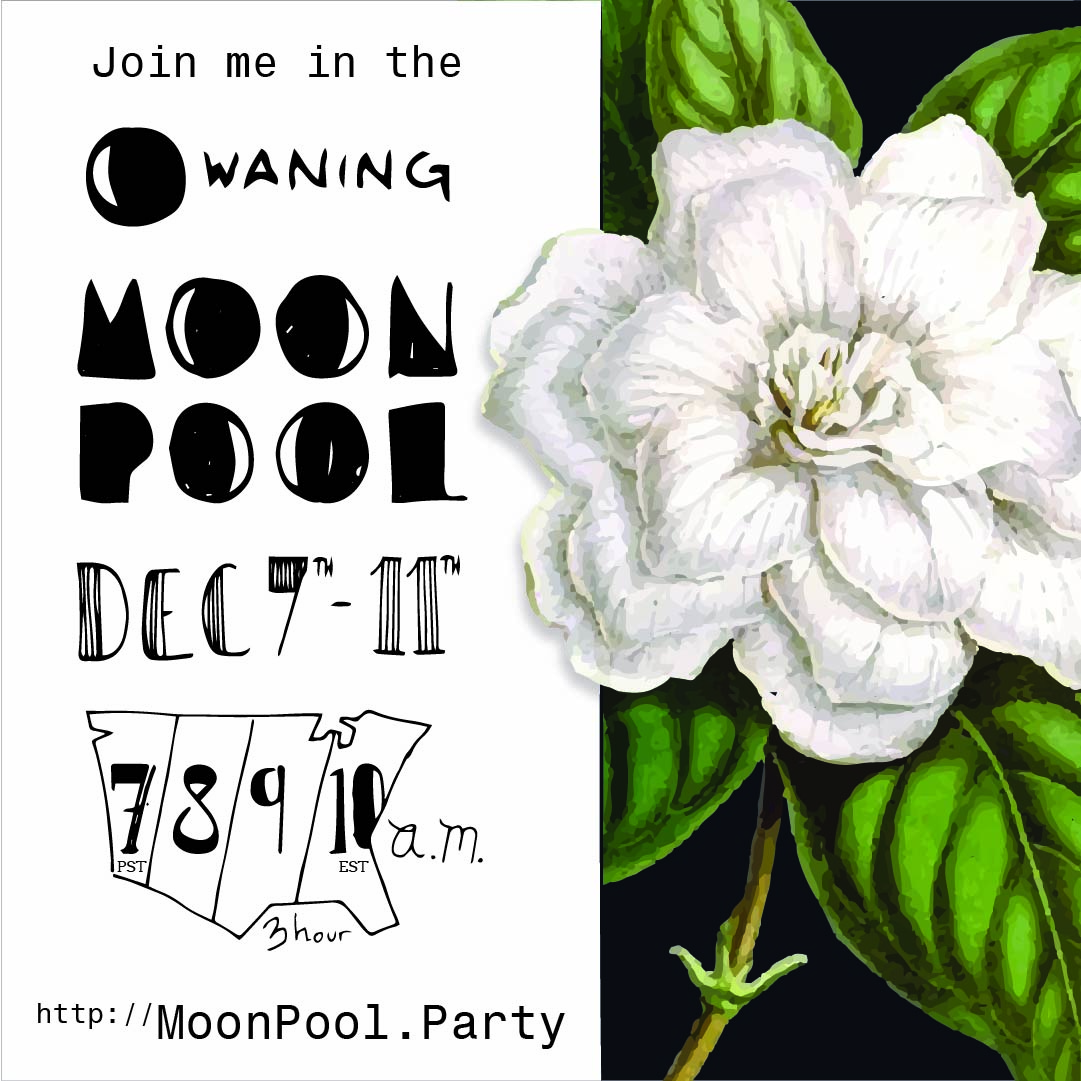 Join me in the
WANING
MOON
POOL
DEC 7TH - 11TH
7 8 9 10 a.m.
PST EST
3 hour
http://MoonPool.Party